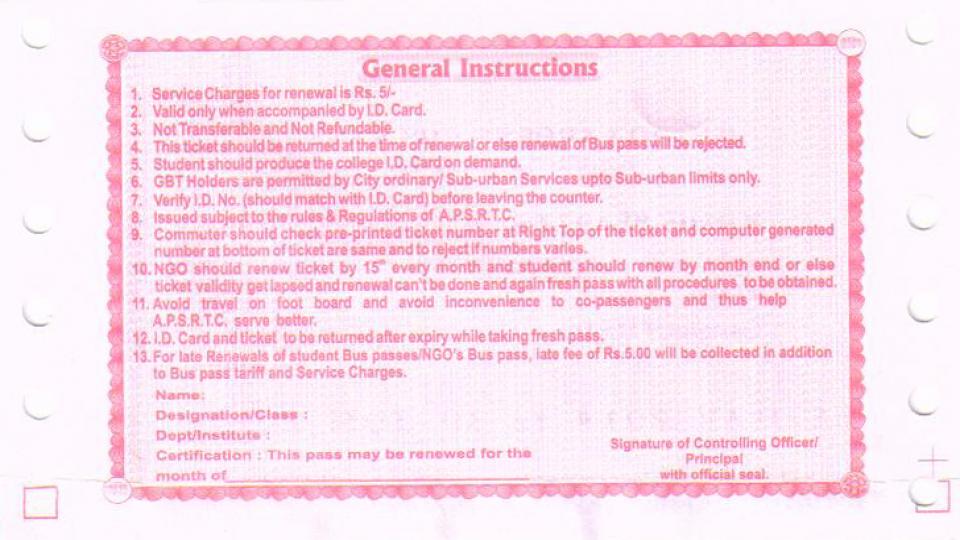 General Instructions
1. Service Charges for renewal is Rs. 5/-
2. Valid only when accompanied by I.D. Card.
3. Not Transferable and Not Refundable.
4. This ticket should be returned at the time of renewal or else renewal of Bus pass will be rejected.
5. Student should produce the college I.D. Card on demand.
6. GBT Holders are permitted by City ordinary/ Sub-urban Services upto Sub-urban limits only.
7. Verify I.D. No. (should match with I.D. Card) before leaving the counter.
8. Issued subject to the rules & Regulations of A.P.S.R.T.C.
9. Commuter should check pre-printed ticket number at Right Top of the ticket and computer generated
number at bottom of ticket are same and to reject if numbers varies.
10. NGO should renew ticket by 15th every month and student should renew by month end or else
ticket validity get lapsed and renewal can't be done and again fresh pass with all procedures to be obtained.
11. Avoid travel on foot board and avoid inconvenience to co-passengers and thus help
A.P.S.R.T.C. serve better.
12. I.D. Card and ticket to be returned after expiry while taking fresh pass.
13. For late Renewals of student Bus passes/NGO's Bus pass, late fee of Rs.5.00 will be collected in addition
to Bus pass tariff and Service Charges.
Name:
Designation/Class :
Dept/Institute :
Certification : This pass may be renewed for the
month of
Signature of Controlling Officer/
Principal
with official seal.